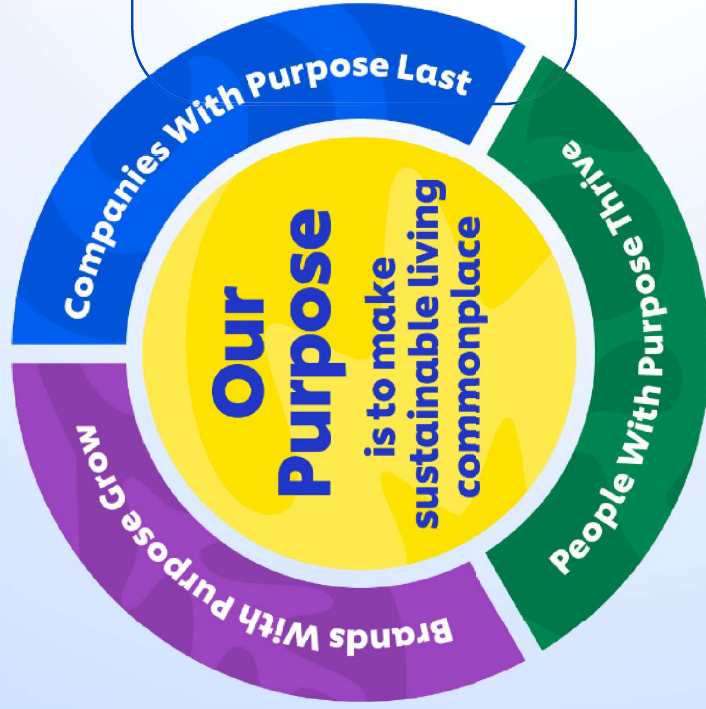 Our
Purpose
is to make
sustainable living
commonplace
Companies With Purpose Last
People With Purpose Thrive
Brands With Purpose Grow